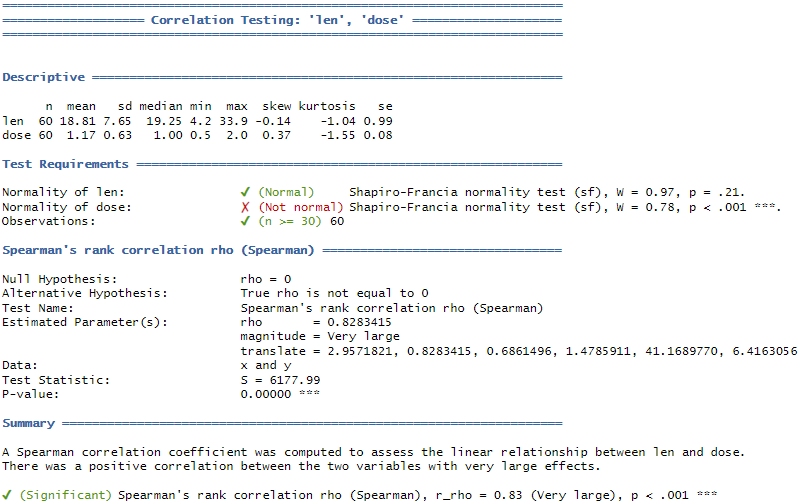 Correlation Testing: 'len', 'dose'
Descriptive
n mean sd median min max skew kurtosis se
len 60 18.81 7.65 19.25 4.2 33.9 -0.14 -1.04 0.99
dose 60 1.17 0.63 1.00 0.5 2.0 0.37 -1.55 0.08
Test Requirements
Normality of len: ✔ (Normal) Shapiro-Francia normality test (sf), W = 0.97, p = .21.
Normality of dose: ✗ (Not normal) Shapiro-Francia normality test (sf), W = 0.78, p < .001 ***.
Observations: ✔ (n >= 30) 60
Spearman's rank correlation rho (Spearman)
Null Hypothesis: rho = 0
Alternative Hypothesis: True rho is not equal to 0
Test Name: Spearman's rank correlation rho (Spearman)
Estimated Parameter(s): rho = 0.8283415
magnitude = Very large
translate = 2.9571821, 0.8283415, 0.6861496, 1.4785911, 41.1689770, 6.4163056
Data: x and y
Test Statistic: S = 6177.99
P-value: 0.00000 ***
Summary
A Spearman correlation coefficient was computed to assess the linear relationship between len and dose.
There was a positive correlation between the two variables with very large effects.
✔ (Significant) Spearman's rank correlation rho (Spearman), r_rho = 0.83 (Very large), p < .001 ***